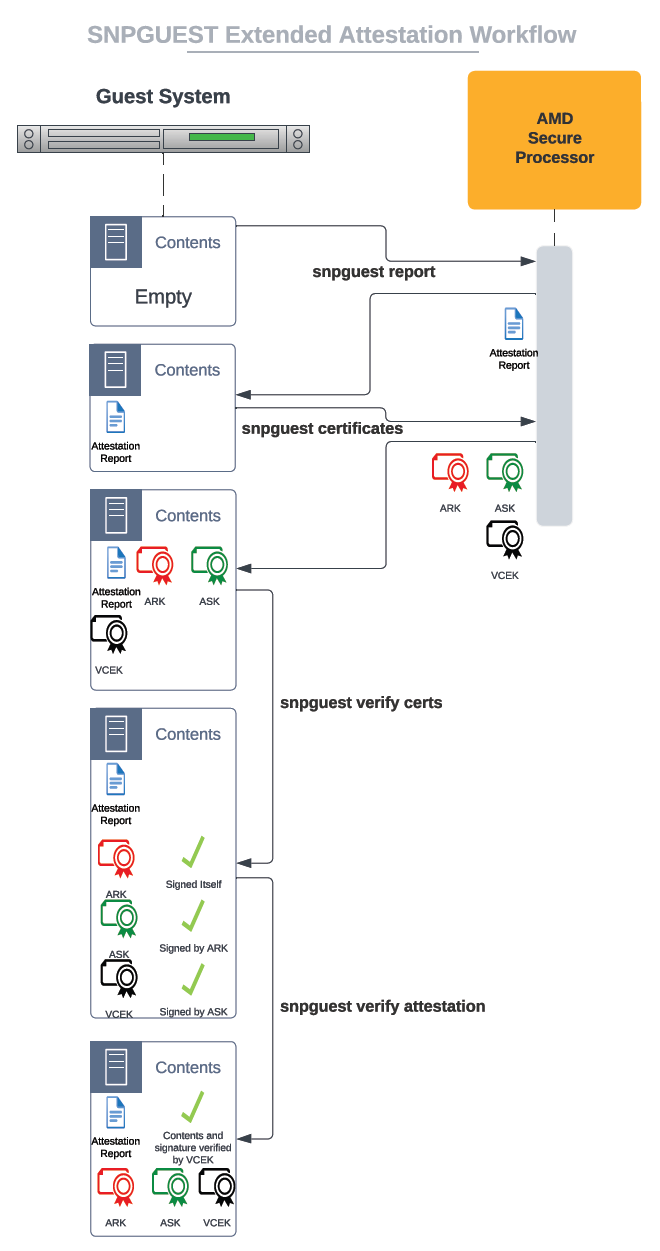 SNPGUEST Extended Attestation Workflow
Guest System
AMD
Secure
Processor
Contents
Empty
snpguest report
Attestation
Report
Contents
Attestation
Report
snpguest certificates
ARK
ASK
VCEK
Contents
Attestation
Report
ARK
ASK
VCEK
snpguest verify certs
Contents
Attestation
Report
ARK
Signed Itself
ASK
Signed by ARK
VCEK
Signed by ASK
snpguest verify attestation
Contents
Attestation
Report
Contents and
signature verified
by VCEK
ARK
ASK
VCEK